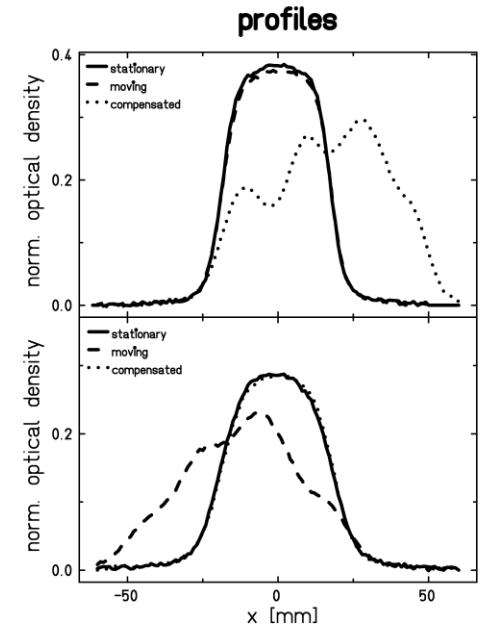 profiles
0.4
stationary
moving
compensated
0.2
norm. optical density
0.0
stationary
moving
compensated
0.2
norm. optical density
0.0
-50 0 50
x [mm]